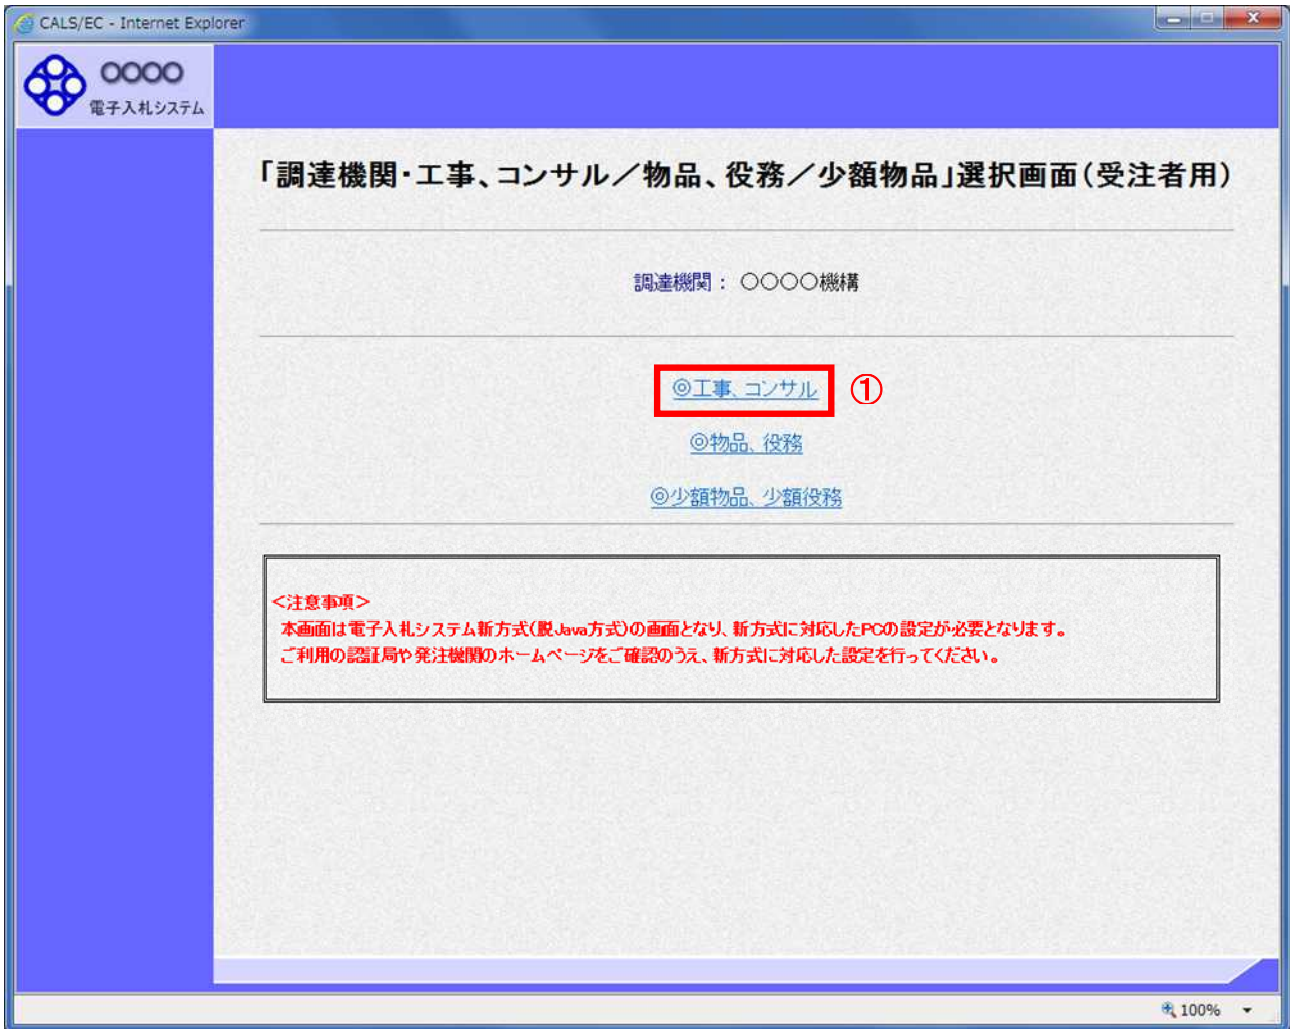 CALS/EC - Internet Explorer
○○○○
電子入札システム
「調達機関・工事、コンサル／物品、役務／少額物品」選択画面（受注者用）
調達機関： ○○○○機構
◎工事、コンサル ①
◎物品、役務
◎少額物品、少額役務
＜注意事項＞
本画面は電子入札システム新方式(脱Java方式)の画面となり、新方式に対応したPCの設定が必要となります。
ご利用の認証局や発注機関のホームページをご確認のうえ、新方式に対応した設定を行ってください。
100%